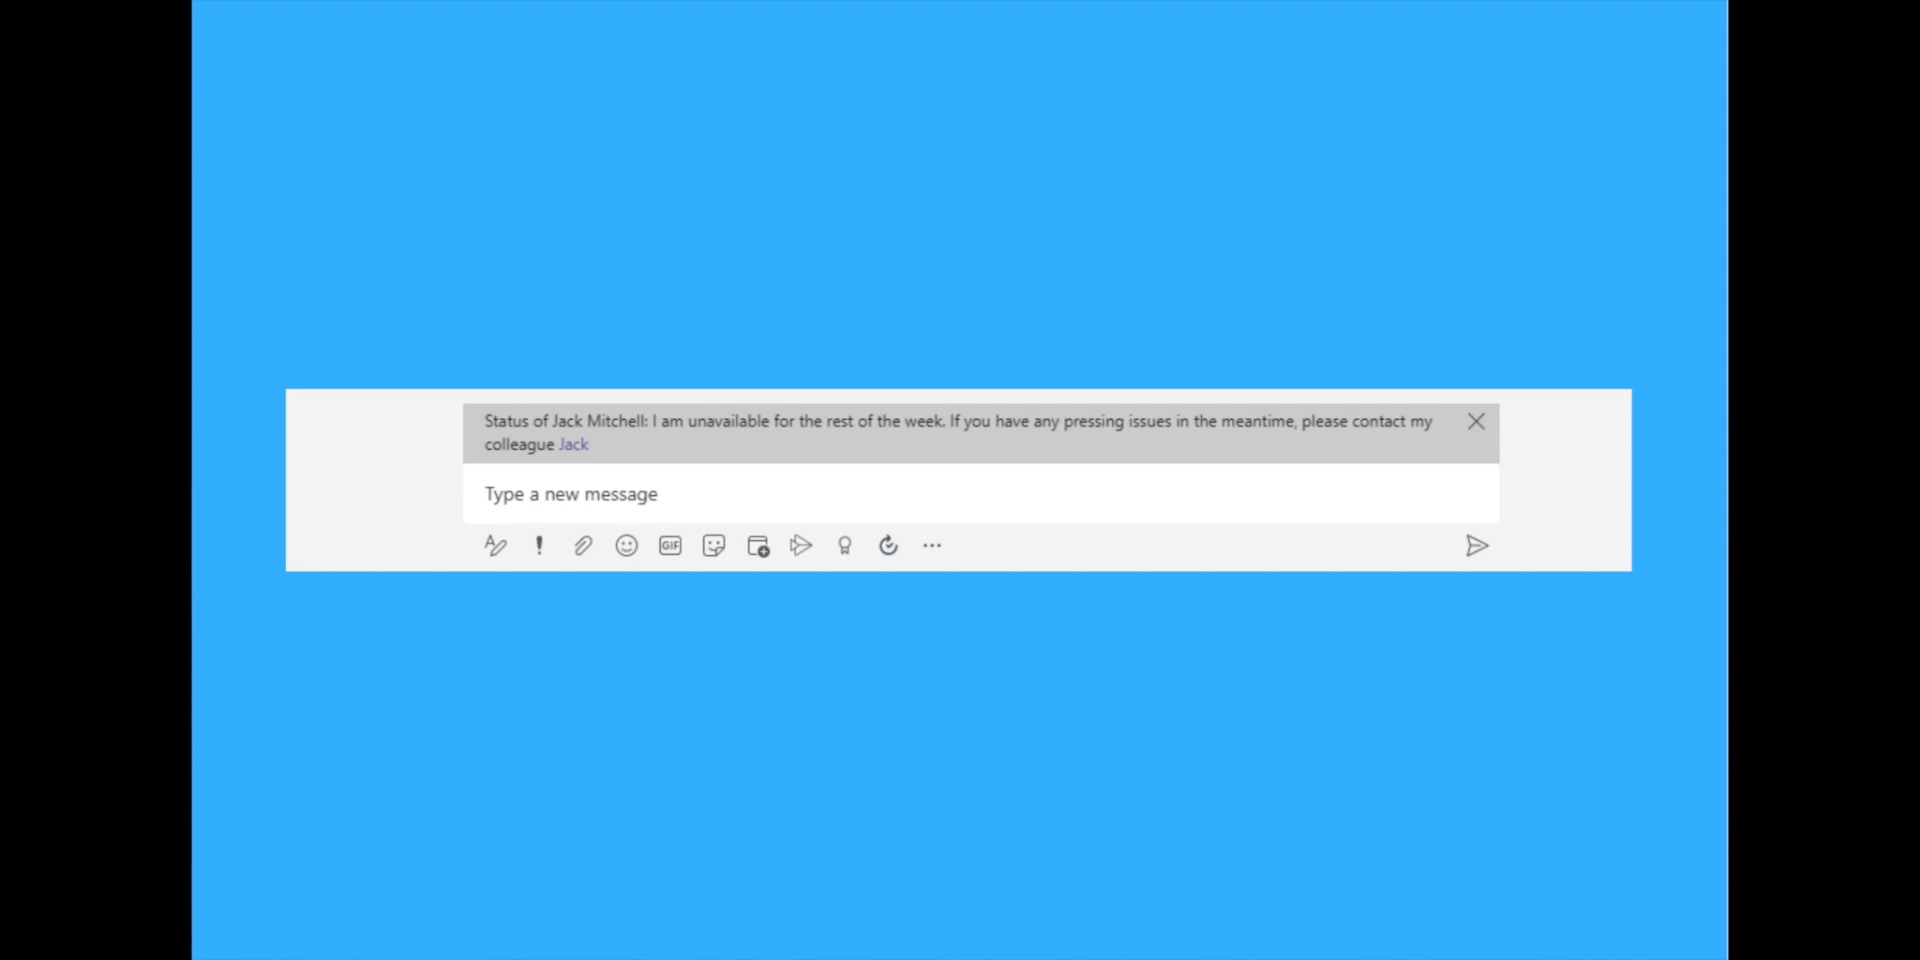 Status of Jack Mitchell: I am unavailable for the rest of the week. If you have any pressing issues in the meantime, please contact my
colleague Jack
Type a new message
GIF